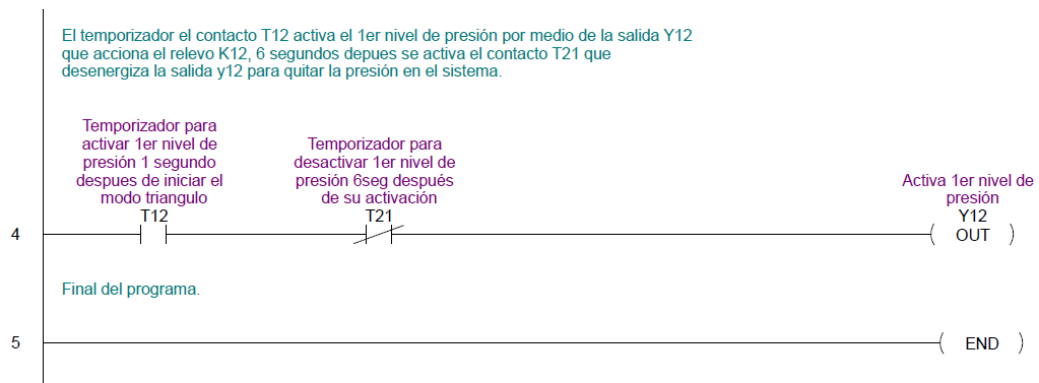 El temporizador el contacto T12 activa el 1er nivel de presión por medio de la salida Y12
que acciona el relevo K12, 6 segundos depues se activa el contacto T21 que
desenergiza la salida y12 para quitar la presión en el sistema.
Temporizador para
activar 1er nivel de
presión 1 segundo
despues de iniciar el
modo triangulo
T12
Temporizador para
desactivar 1er nivel de
presión 6seg después
de su activación
T21
Activa 1er nivel de
presión
Y12
4
OUT
Final del programa.
5
END